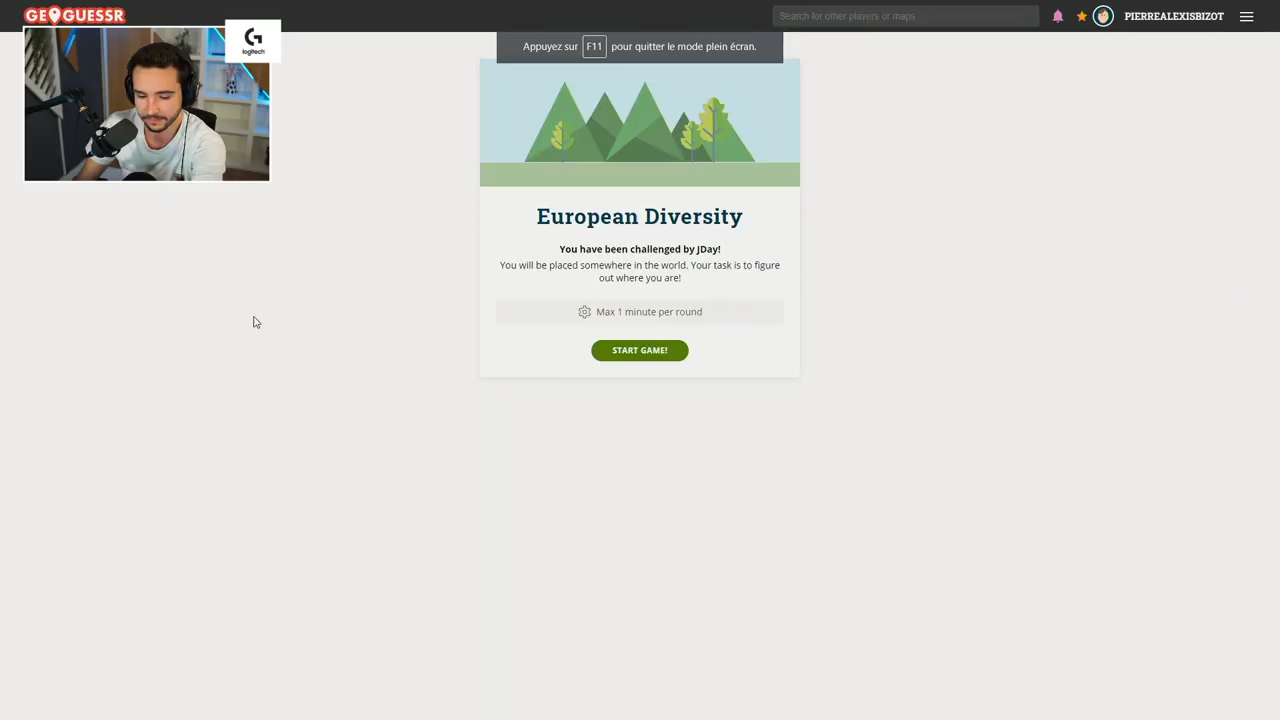 GEOGUESSR
Search for other players or maps
PIERREALEXISBIZOT
logitech
Appuyez sur F11 pour quitter le mode plein écran.
European Diversity
You have been challenged by JDay!
You will be placed somewhere in the world. Your task is to figure
out where you are!
Max 1 minute per round
START GAME!